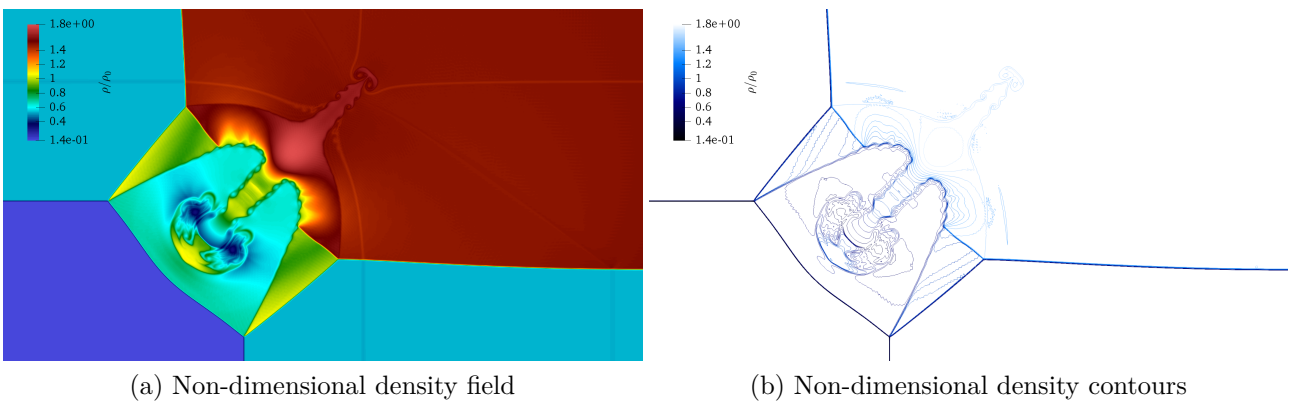 1.8e+00
1.4
1.2
1
0.8
0.6
0.4
1.4e-01
ρ/ρ₀
1.8e+00
1.4
1.2
1
0.8
0.6
0.4
1.4e-01
ρ/ρ₀
(a) Non-dimensional density field
(b) Non-dimensional density contours